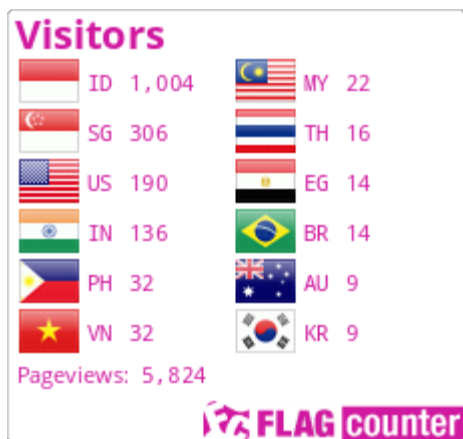 Visitors
ID 1,004
SG 306
US 190
IN 136
PH 32
VN 32
MY 22
TH 16
EG 14
BR 14
AU 9
KR 9
Pageviews: 5,824
FC FLAG counter